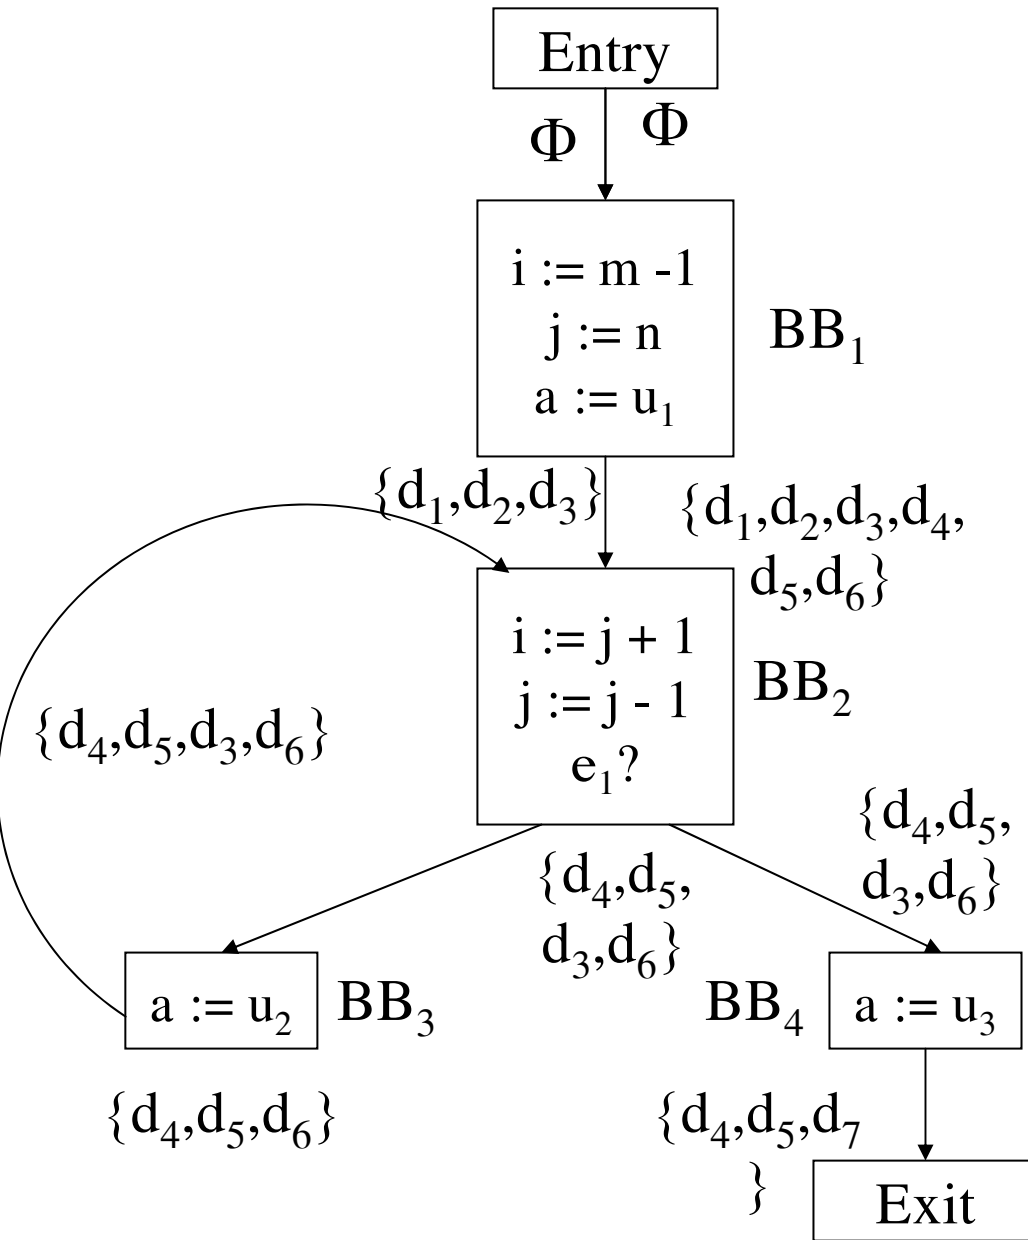 Entry
Φ
Φ
i := m -1
j := n
a := u₁
BB₁
{d₁,d₂,d₃}
{d₁,d₂,d₃,d₄,
d₅,d₆}
i := j + 1
j := j - 1
e₁?
BB₂
{d₄,d₅,d₃,d₆}
{d₄,d₅,
d₃,d₆}
{d₄,d₅,
d₃,d₆}
a := u₂
BB₃
BB₄
a := u₃
{d₄,d₅,d₆}
{d₄,d₅,d₇
}
Exit